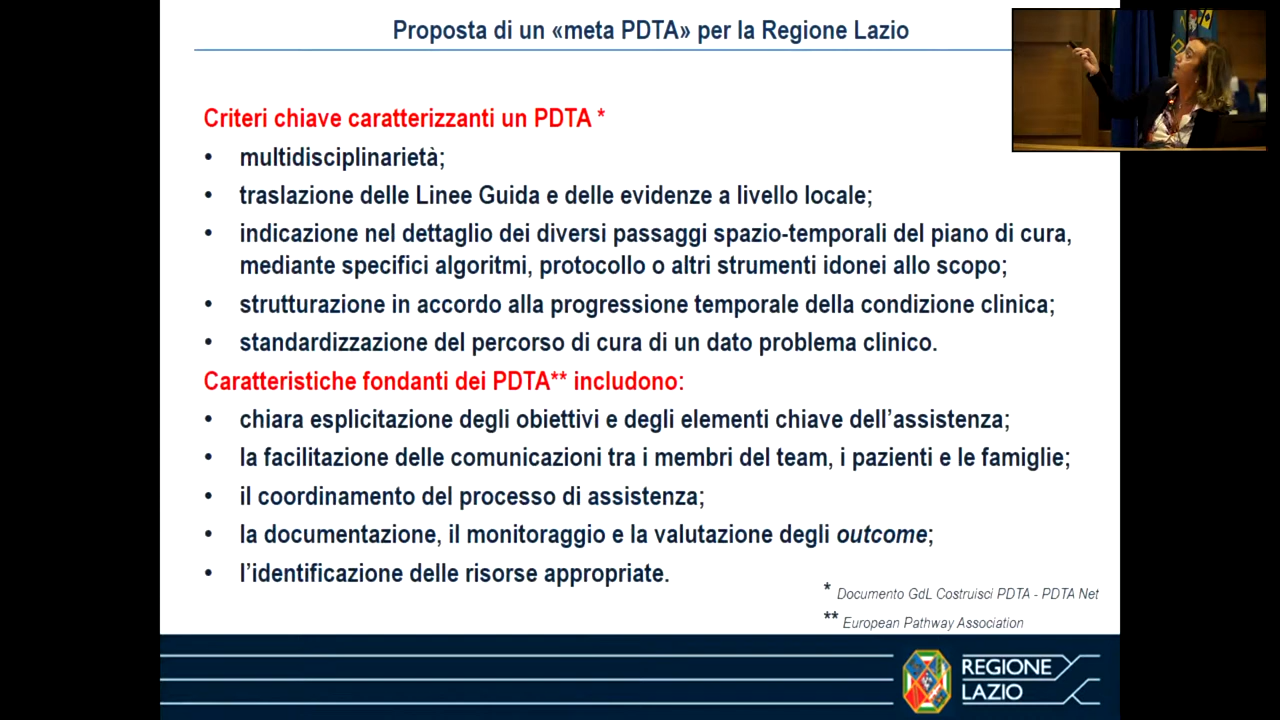 Proposta di un «meta PDTA» per la Regione Lazio
Criteri chiave caratterizzanti un PDTA *
• multidisciplinarietà;
• traslazione delle Linee Guida e delle evidenze a livello locale;
• indicazione nel dettaglio dei diversi passaggi spazio-temporali del piano di cura,
mediante specifici algoritmi, protocollo o altri strumenti idonei allo scopo;
• strutturazione in accordo alla progressione temporale della condizione clinica;
• standardizzazione del percorso di cura di un dato problema clinico.
Caratteristiche fondanti dei PDTA** includono:
• chiara esplicitazione degli obiettivi e degli elementi chiave dell’assistenza;
• la facilitazione delle comunicazioni tra i membri del team, i pazienti e le famiglie;
• il coordinamento del processo di assistenza;
• la documentazione, il monitoraggio e la valutazione degli outcome;
• l’identificazione delle risorse appropriate.
* Documento GdL Costruisci PDTA - PDTA Net
** European Pathway Association
REGIONE
LAZIO